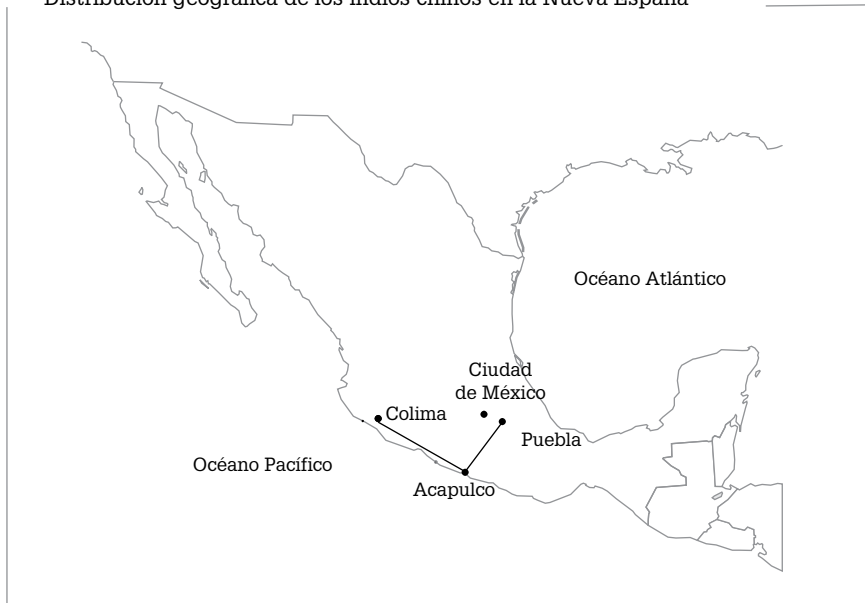 Distribución geográfica de los indios chinos en la Nueva España
Océano Atlántico
Ciudad
de México
Colima
Puebla
Océano Pacífico
Acapulco